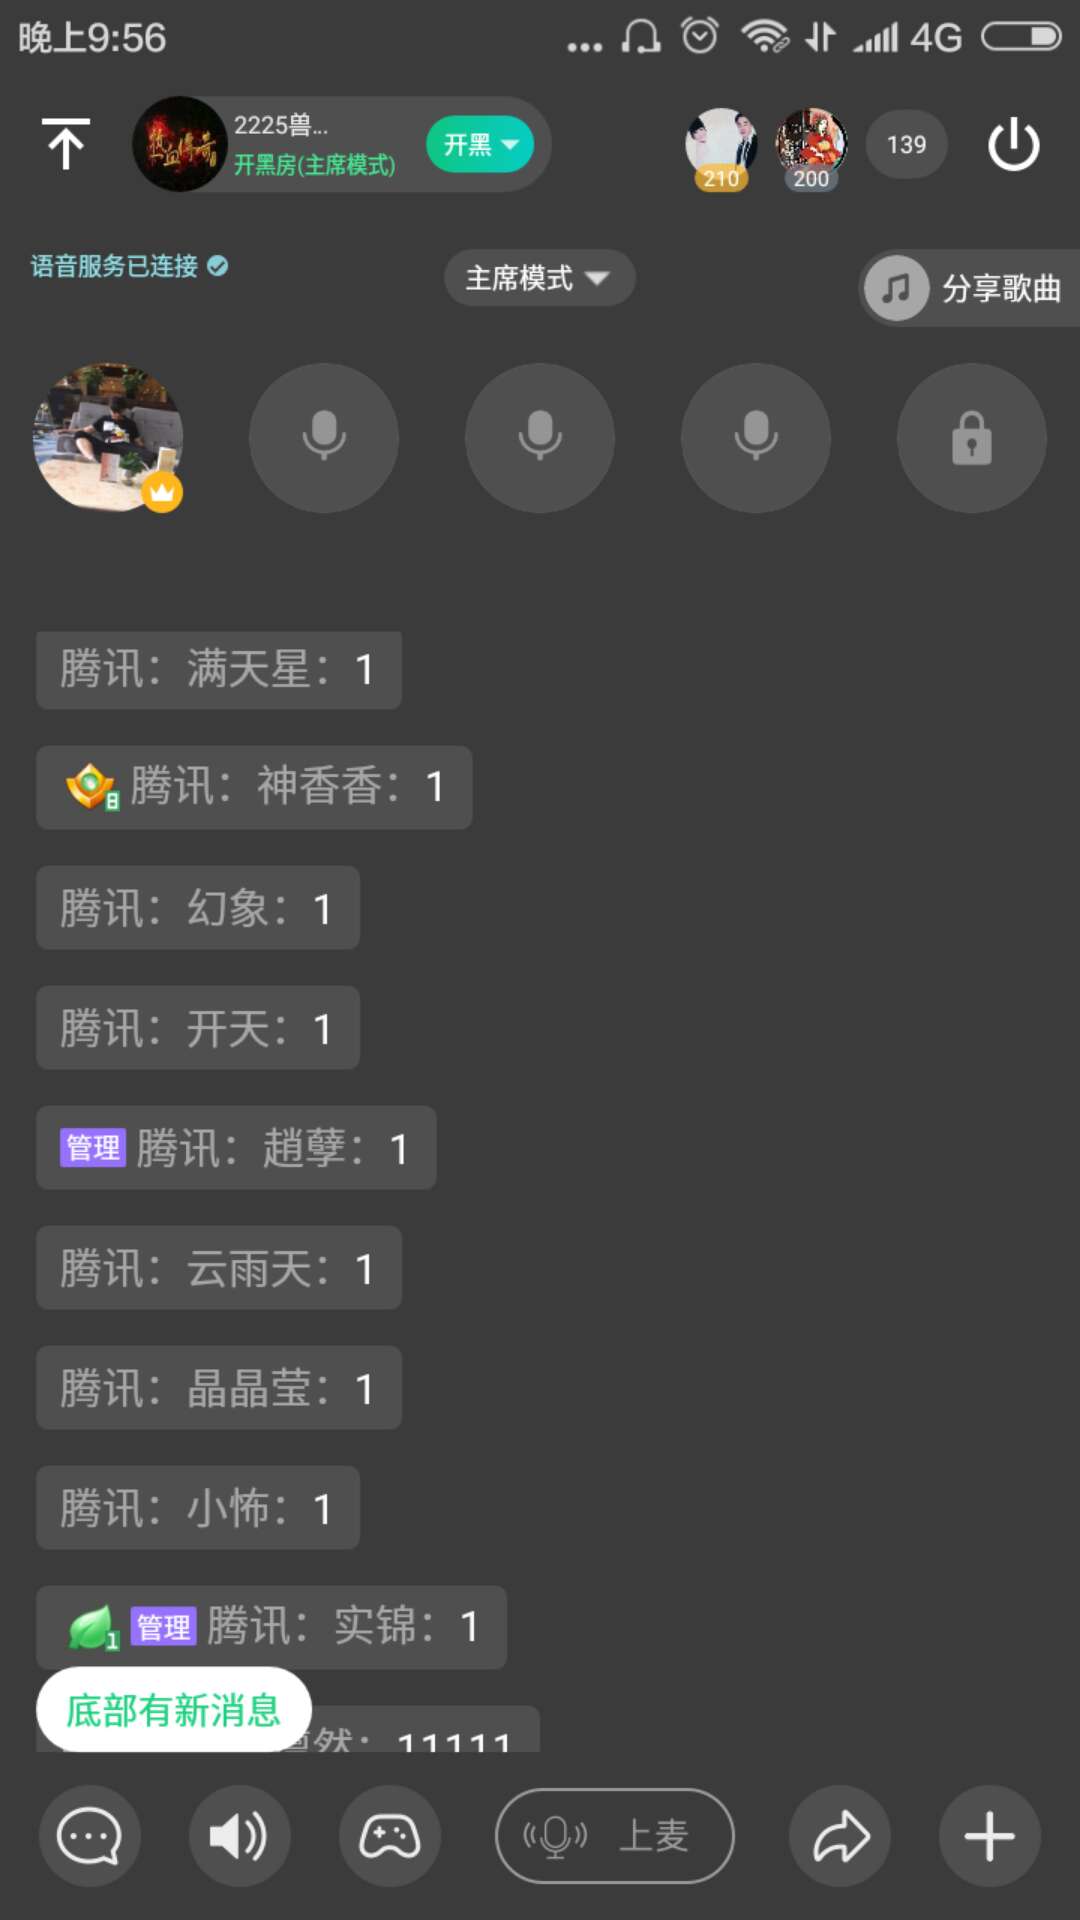 晚上9:56
4G
2225兽...
开黑房(主席模式)
开黑
210
200
139
语音服务已连接
主席模式
分享歌曲
腾讯：满天星：1
8 腾讯：神香香：1
腾讯：幻象：1
腾讯：开天：1
管理 腾讯：趙孽：1
腾讯：云雨天：1
腾讯：晶晶莹：1
腾讯：小怖：1
1 管理 腾讯：实锦：1
底部有新消息
然：11111
上麦